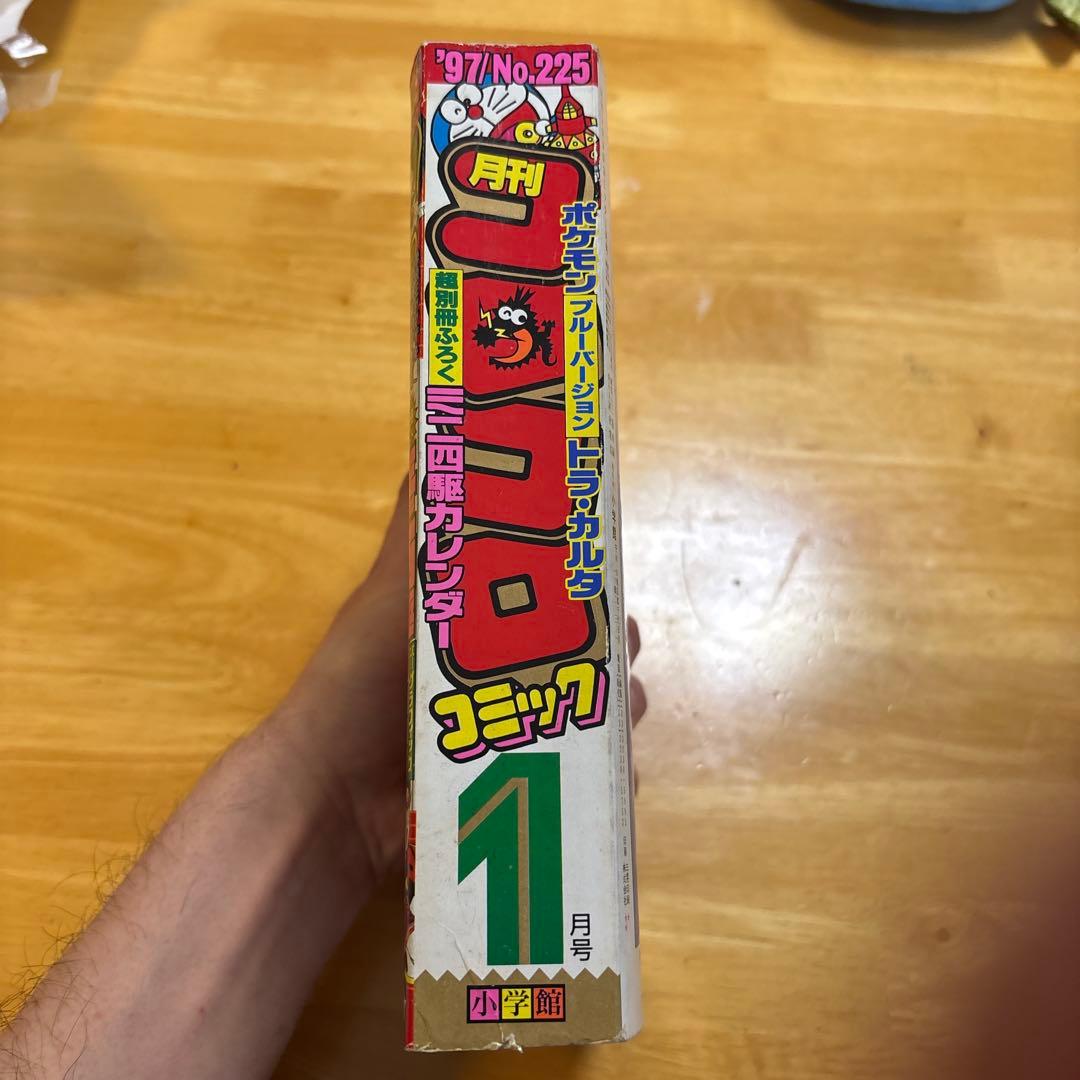 '97/No.225
月刊
コロコロ
コミック
ポケモンブルーバージョントラ・カルタ
超別冊ふろく
ミニ四駆カレンダー
1
月号
小学館